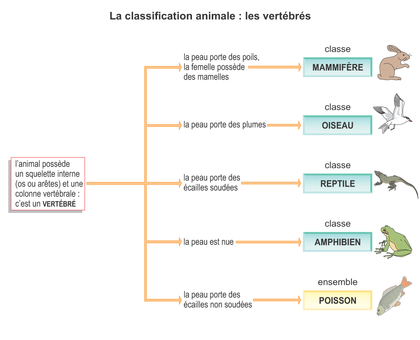 La classification animale : les vertébrés
l'animal possède
un squelette interne
(os ou arêtes) et une
colonne vertébrale :
c'est un VERTÉBRÉ
la peau porte des poils,
la femelle possède
des mamelles
classe
MAMMIFÈRE
la peau porte des plumes
classe
OISEAU
la peau porte des
écailles soudées
classe
REPTILE
la peau est nue
classe
AMPHIBIEN
la peau porte des
écailles non soudées
ensemble
POISSON